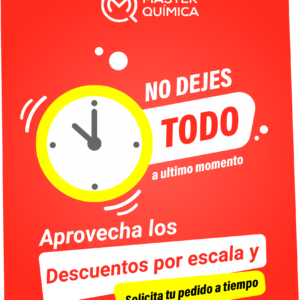 MASTER
QUÍMICA
NO DEJES
TODO
a ultimo momento
Aprovecha los
Descuentos por escala y
Solicita tu pedido a tiempo